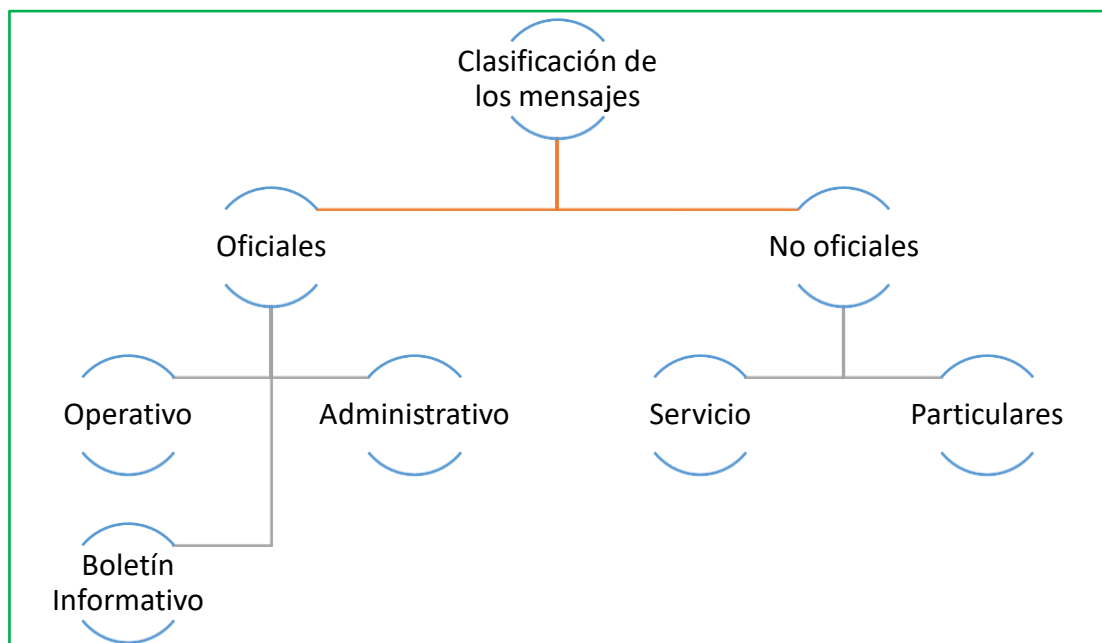 Clasificación de
los mensajes
Oficiales
No oficiales
Operativo
Administrativo
Servicio
Particulares
Boletín
Informativo